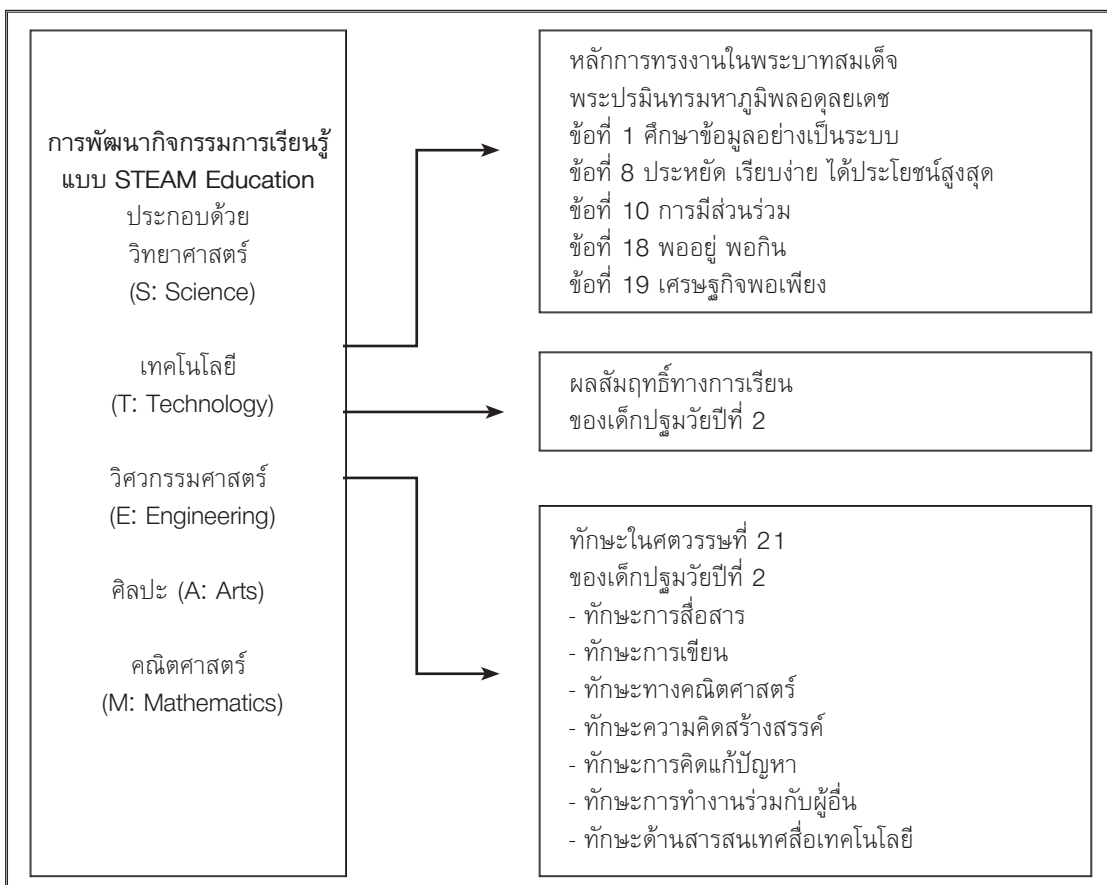 การพัฒนากิจกรรมการเรียนรู้
แบบ STEAM Education
ประกอบด้วย
วิทยาศาสตร์
(S: Science)
เทคโนโลยี
(T: Technology)
วิศวกรรมศาสตร์
(E: Engineering)
ศิลปะ (A: Arts)
คณิตศาสตร์
(M: Mathematics)
หลักการทรงงานในพระบาทสมเด็จ
พระปรมินทรมหาภูมิพลอดุลยเดช
ข้อที่ 1 ศึกษาข้อมูลอย่างเป็นระบบ
ข้อที่ 8 ประหยัด เรียบง่าย ได้ประโยชน์สูงสุด
ข้อที่ 10 การมีส่วนร่วม
ข้อที่ 18 พออยู่ พอกิน
ข้อที่ 19 เศรษฐกิจพอเพียง
ผลสัมฤทธิ์ทางการเรียน
ของเด็กปฐมวัยปีที่ 2
ทักษะในศตวรรษที่ 21
ของเด็กปฐมวัยปีที่ 2
- ทักษะการสื่อสาร
- ทักษะการเขียน
- ทักษะทางคณิตศาสตร์
- ทักษะความคิดสร้างสรรค์
- ทักษะการคิดแก้ปัญหา
- ทักษะการทำงานร่วมกับผู้อื่น
- ทักษะด้านสารสนเทศสื่อเทคโนโลยี